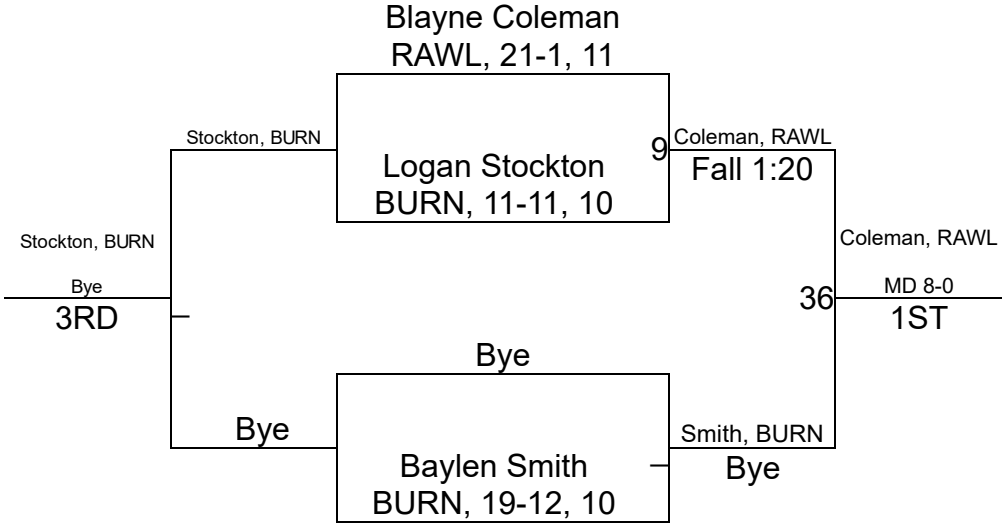 Blayne Coleman
RAWL, 21-1, 11
Stockton, BURN
Logan Stockton
BURN, 11-11, 10
9
Coleman, RAWL
Fall 1:20
Stockton, BURN
Bye
3RD
Coleman, RAWL
MD 8-0
1ST
36
Bye
Bye
Baylen Smith
BURN, 19-12, 10
Smith, BURN
Bye